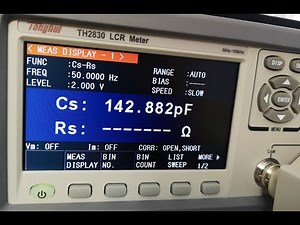 Tonghui TH2830 LCR Meter
< MEAS DISPLAY - 1 >
FUNC :Cs-Rs RANGE :AUTO
FREQ :50.0000 Hz BIAS :----
LEVEL :2.000 V SPEED :SLOW
Cs: 142.882pF
Rs: ------- Ω
Vm: OFF Im: OFF CORR: OPEN,SHORT
MEAS DISPLAY
BIN NO.
BIN COUNT
LIST SWEEP
MORE 1/2